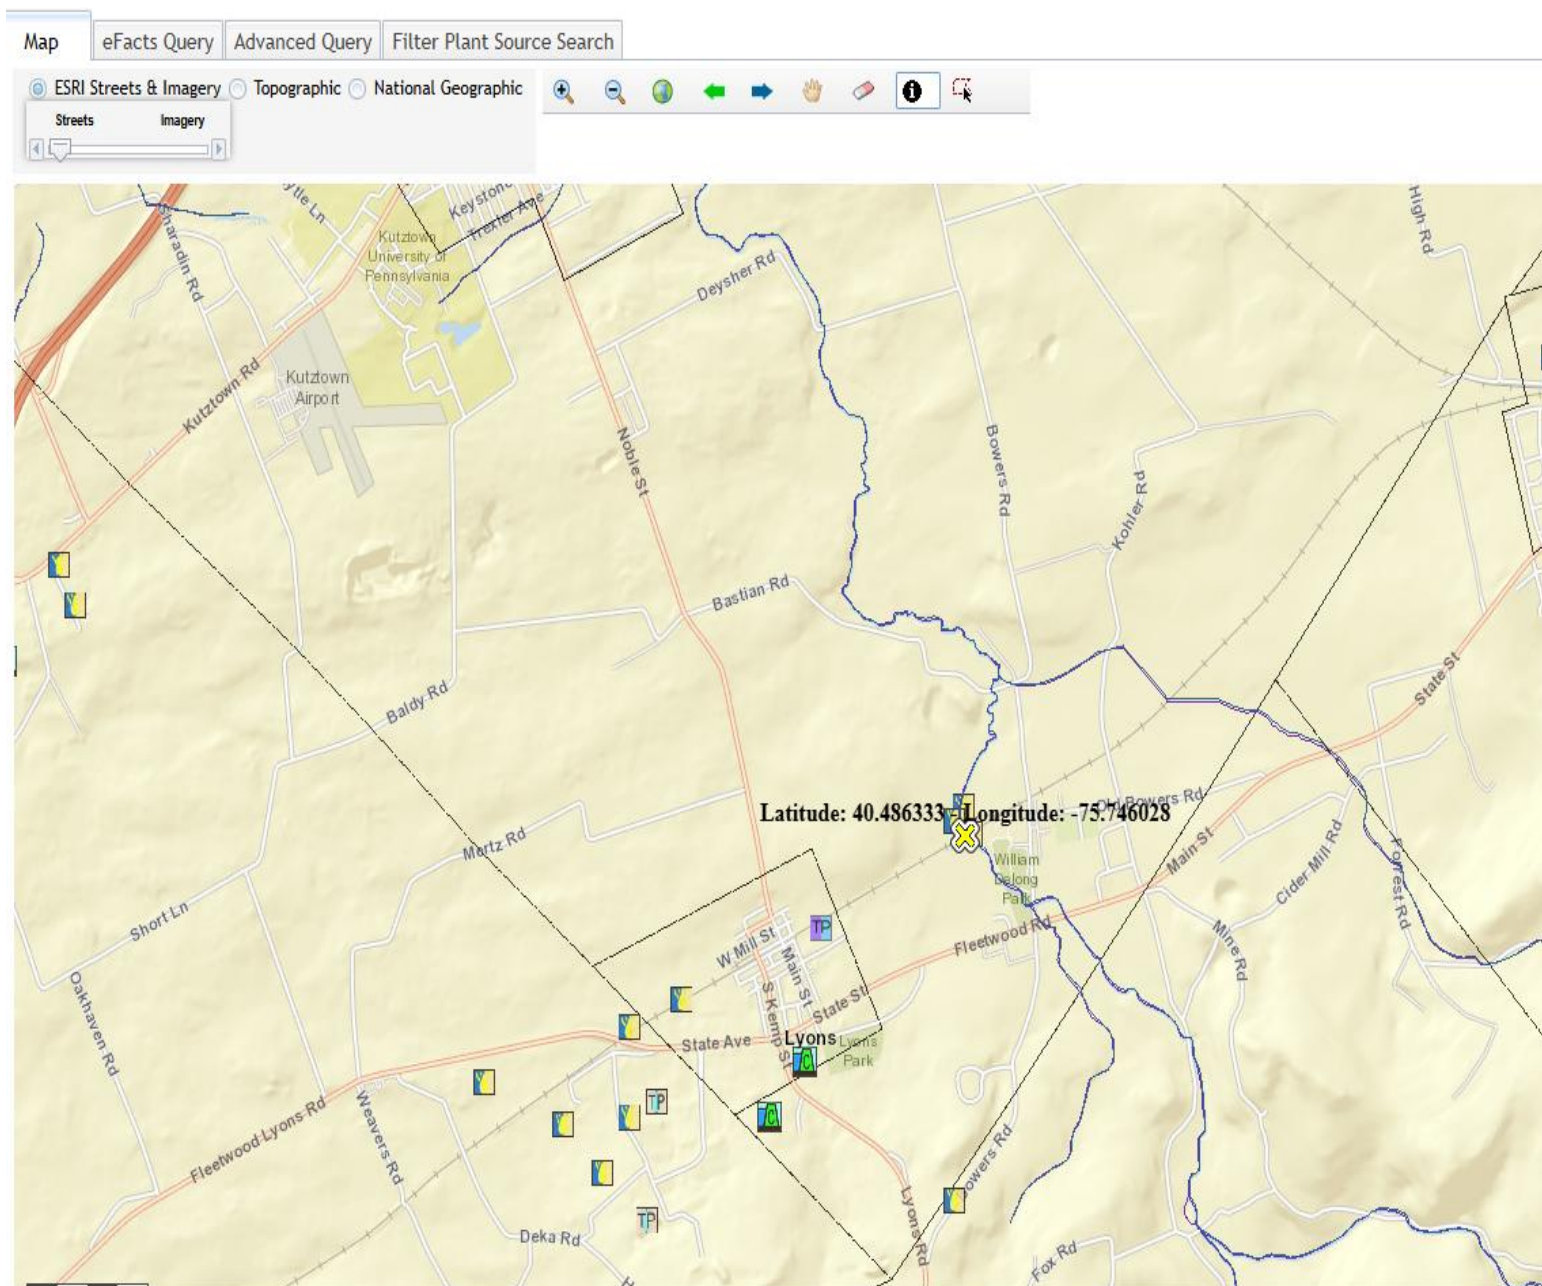 Map eFacts Query Advanced Query Filter Plant Source Search
ESRI Streets & Imagery Topographic National Geographic
Streets Imagery
Keystone
Trexler Ave
Sharadin Rd
Kutztown
University of
Pennsylvania
High Rd
Deysher Rd
Kutztown Rd
Kutztown
Airport
Noble St
Bowers Rd
Kohler Rd
Bastian Rd
State St
Baldy Rd
Old Bowers Rd
Latitude: 40.486333 - Longitude: -75.746028
Mertz Rd
Main St
Cider Mill Rd
William
Delong
Park
Forrest Rd
Short Ln
TP
W Mill St
Main St
Fleetwood Rd
Mine Rd
Oakhaven Rd
S Kemp St
State St
State Ave
Lyons
Lyons
Park
C
TP
Weavers Rd
Fleetwood Lyons Rd
C
Bowers Rd
Lyons Rd
TP
Deka Rd
Fox Rd